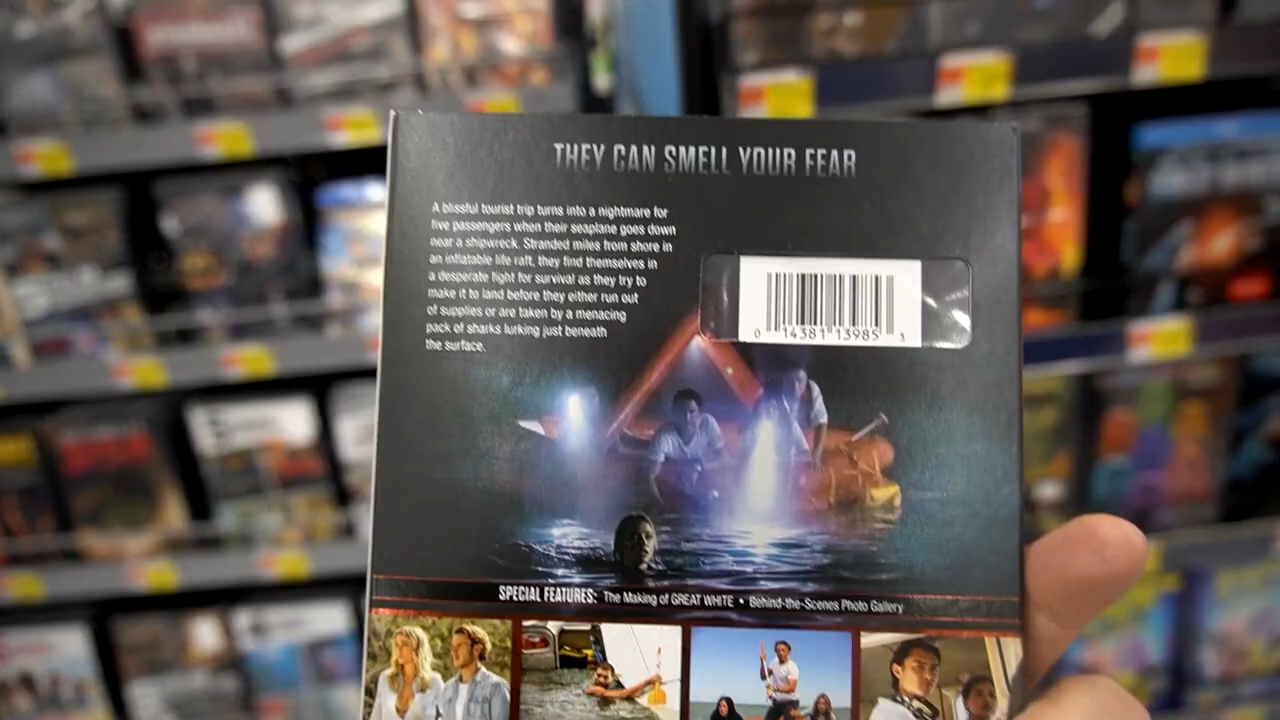 THEY CAN SMELL YOUR FEAR
A blissful tourist trip turns into a nightmare for
five passengers when their seaplane goes down
near a shipwreck. Stranded miles from shore in
an inflatable life raft, they find themselves in
a desperate fight for survival as they try to
make it to land before they either run out
of supplies or are taken by a menacing
pack of sharks lurking just beneath
the surface.
0 14381 13985 3
SPECIAL FEATURES: The Making of GREAT WHITE • Behind-the-Scenes Photo Gallery